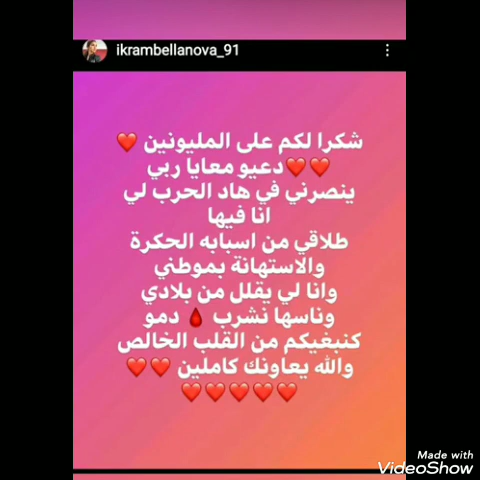 ikrambellanova_91
شكرا لكم على المليونين ❤️
❤️❤️دعيو معايا ربي
ينصرني في هاد الحرب لي
انا فيها
طلاقي من اسبابه الحكرة
والاستهانة بموطني
وانا لي يقلل من بلادي
وناسها نشرب 🩸 دمو
كنبغيكم من القلب الخالص
والله يعاونك كاملين ❤️❤️
❤️❤️❤️❤️❤️
Made with
VideoShow